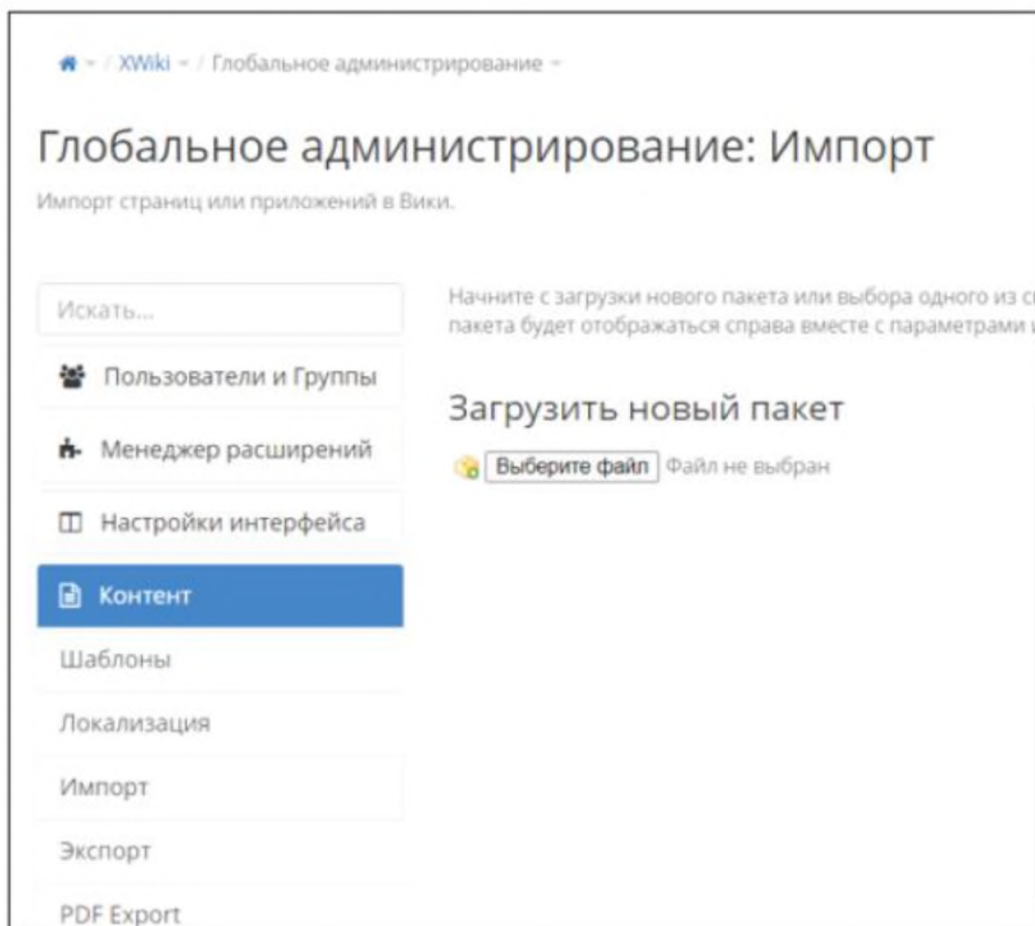 / XWiki / Глобальное администрирование
Глобальное администрирование: Импорт
Импорт страниц или приложений в Вики.
Искать...
Пользователи и Группы
Менеджер расширений
Настройки интерфейса
Контент
Шаблоны
Локализация
Импорт
Экспорт
PDF Export
Начните с загрузки нового пакета или выбора одного из
пакета будет отображаться справа вместе с параметрами
Загрузить новый пакет
Выберите файл Файл не выбран